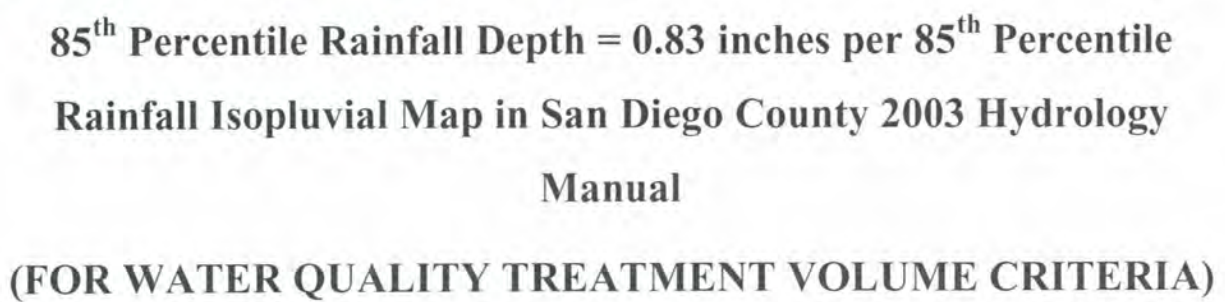 85th Percentile Rainfall Depth = 0.83 inches per 85th Percentile
Rainfall Isopluvial Map in San Diego County 2003 Hydrology
Manual
(FOR WATER QUALITY TREATMENT VOLUME CRITERIA)